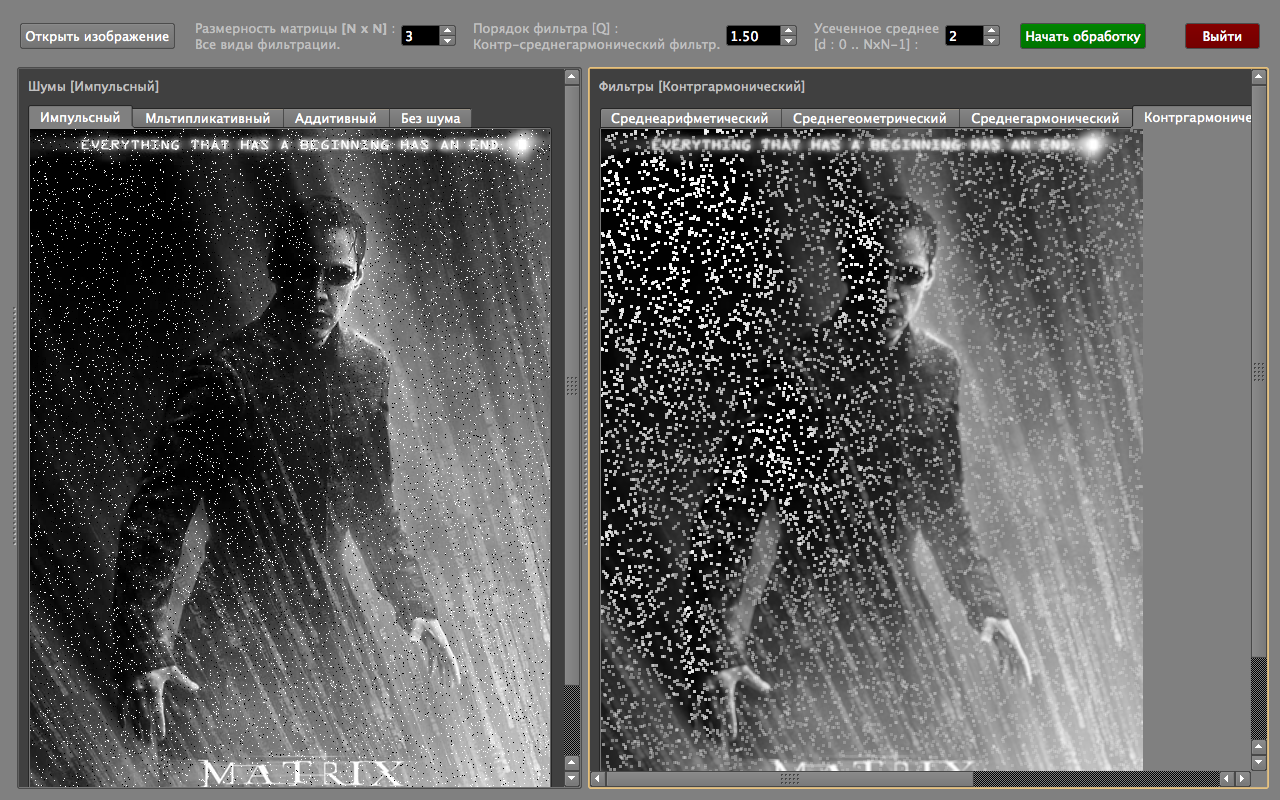 Открыть изображение
Размерность матрицы [N x N] :
Все виды фильтрации.
3
Порядок фильтра [Q] :
Контр-среднегармонический фильтр.
1.50
Усеченное среднее
[d : 0 .. NxN-1] :
2
Начать обработку
Выйти
Шумы [Импульсный]
Импульсный
Мльтипликативный
Аддитивный
Без шума
EVERYTHING THAT HAS A BEGINNING HAS AN END
MATRIX
Фильтры [Контргармонический]
Среднеарифметический
Среднегеометрический
Среднегармонический
Контргармониче
EVERYTHING THAT HAS A BEGINNING HAS AN END
MATRIX